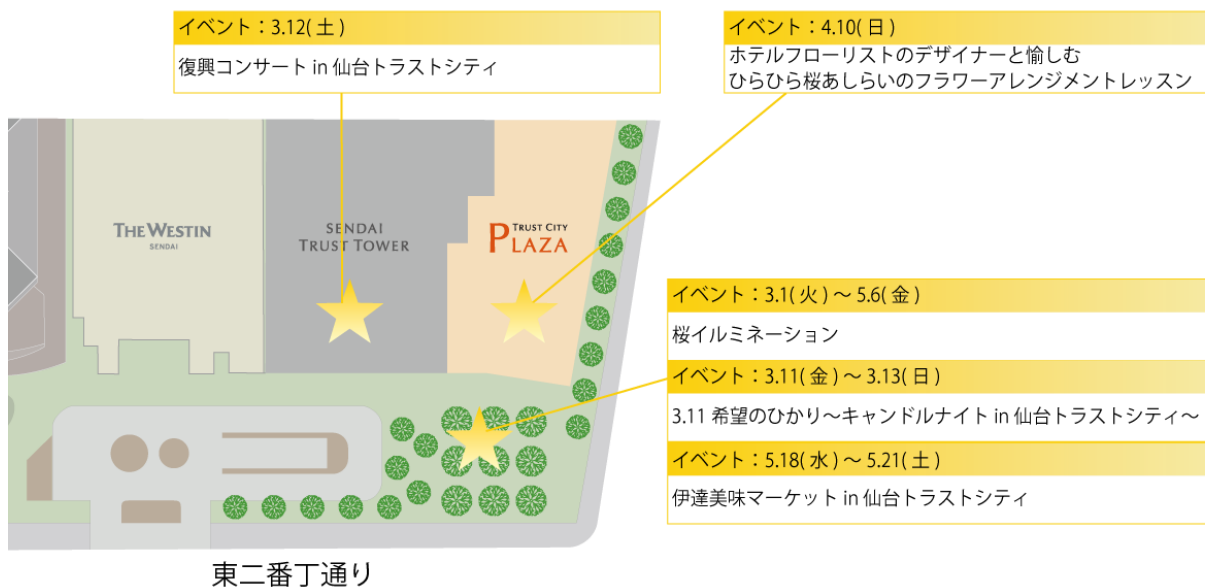 イベント：3.12( 土 )
復興コンサート in 仙台トラストシティ
イベント：4.10( 日 )
ホテルフローリストのデザイナーと愉しむ
ひらひら桜あしらいのフラワーアレンジメントレッスン
THE WESTIN
SENDAI
SENDAI
TRUST TOWER
TRUST CITY
PLAZA
イベント：3.1( 火 ) ～ 5.6( 金 )
桜イルミネーション
イベント：3.11( 金 ) ～ 3.13( 日 )
3.11 希望のひかり～キャンドルナイト in 仙台トラストシティ～
イベント：5.18( 水 ) ～ 5.21( 土 )
伊達美味マーケット in 仙台トラストシティ
東二番丁通り